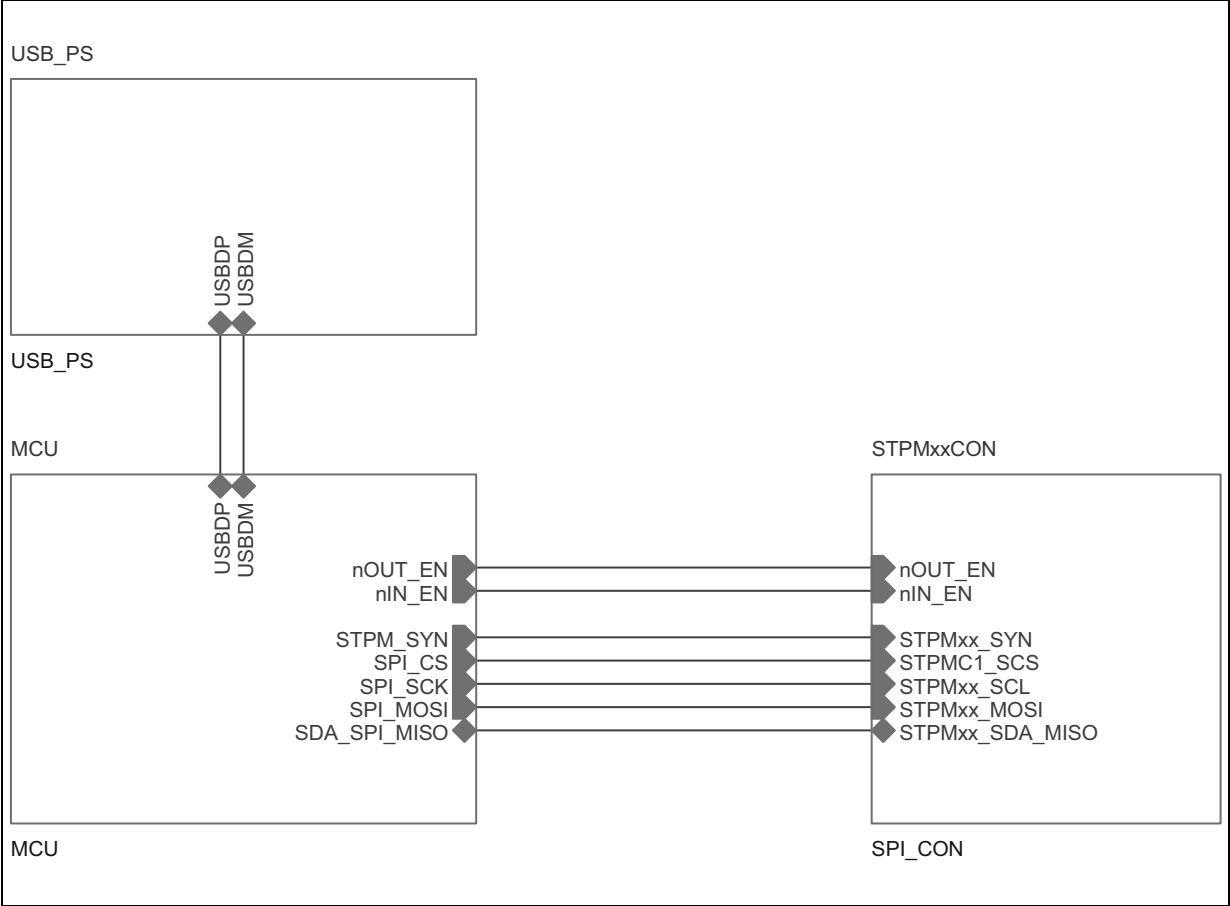 USB_PS
USBDP
USBDM
USB_PS
MCU
STPMxxCON
USBDP
USBDM
nOUT_EN
nOUT_EN
nIN_EN
nIN_EN
STPM_SYN
STPMxx_SYN
SPI_CS
STPMC1_SCS
SPI_SCK
STPMxx_SCL
SPI_MOSI
STPMxx_MOSI
SDA_SPI_MISO
STPMxx_SDA_MISO
MCU
SPI_CON